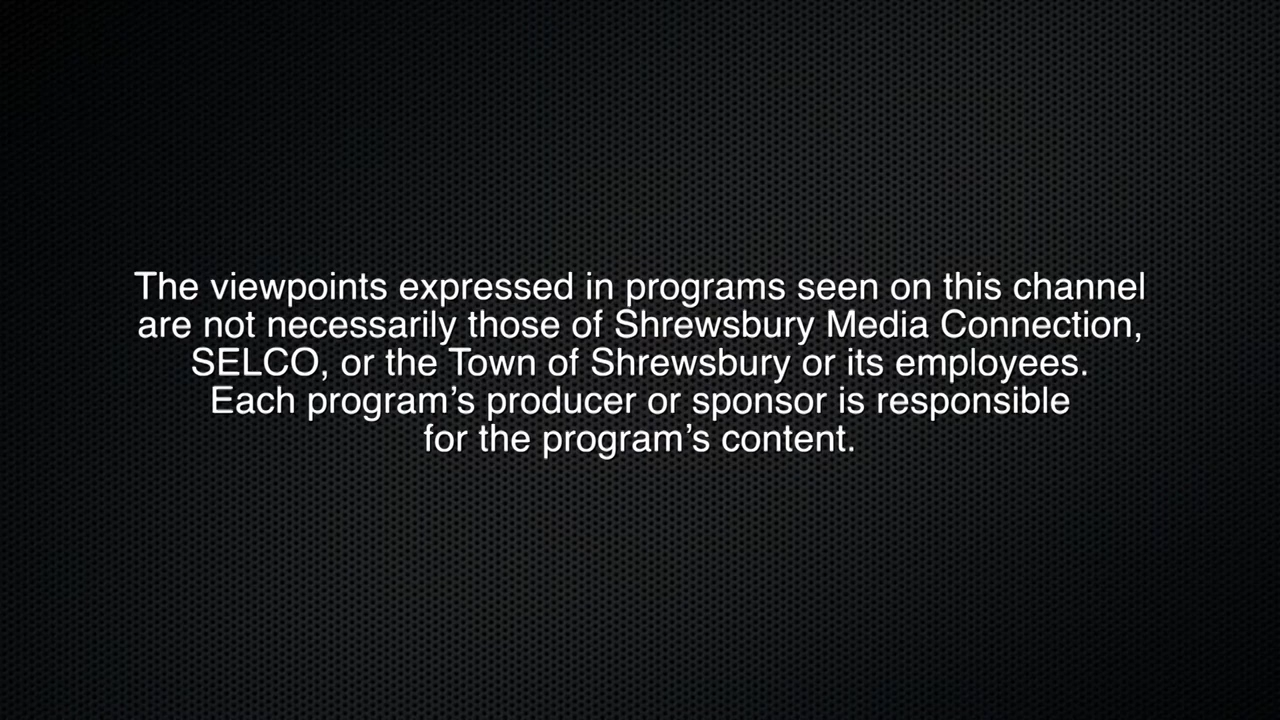 The viewpoints expressed in programs seen on this channel
are not necessarily those of Shrewsbury Media Connection,
SELCO, or the Town of Shrewsbury or its employees.
Each program’s producer or sponsor is responsible
for the program’s content.